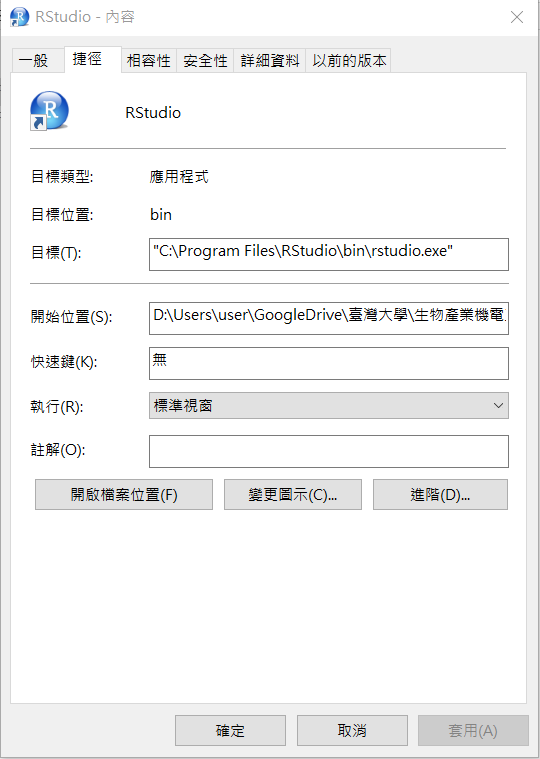 RStudio - 內容
一般 捷徑 相容性 安全性 詳細資料 以前的版本
RStudio
目標類型: 應用程式
目標位置: bin
目標(T): "C:\Program Files\RStudio\bin\rstudio.exe"
開始位置(S): D:\Users\user\GoogleDrive\臺灣大學\生物產業機電
快速鍵(K): 無
執行(R): 標準視窗
註解(O):
開啟檔案位置(F) 變更圖示(C)... 進階(D)...
確定 取消 套用(A)